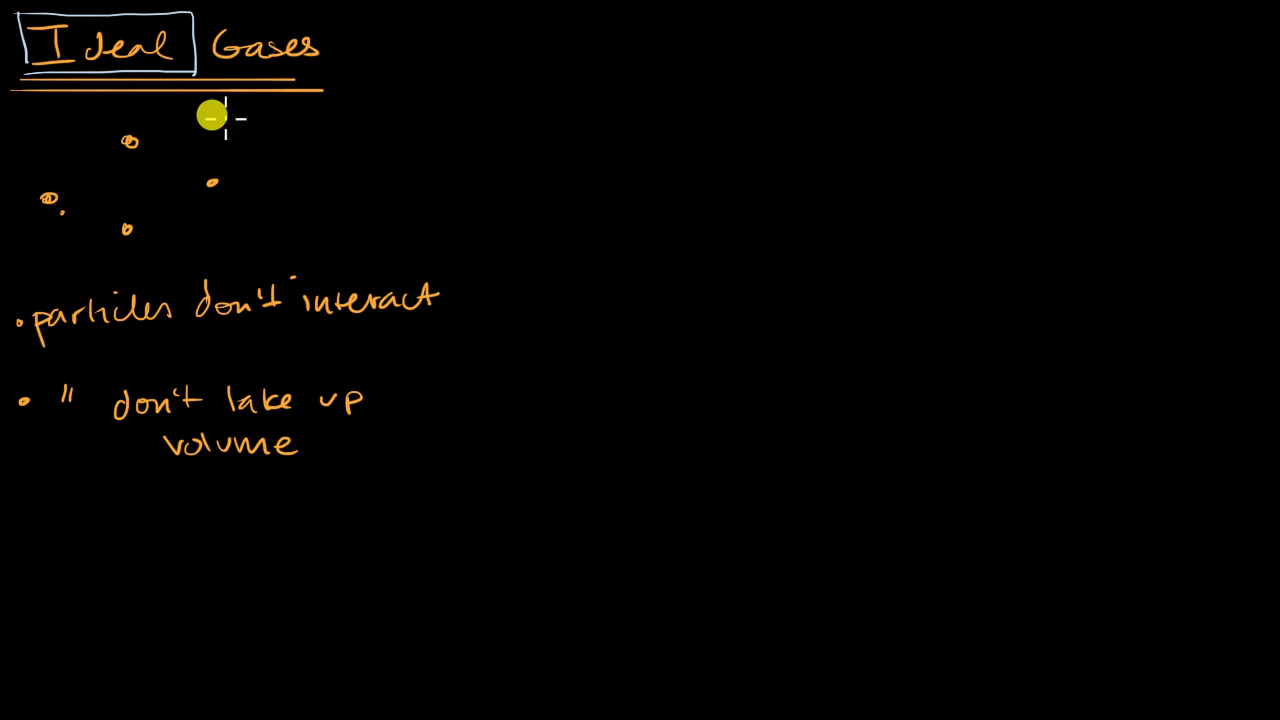 Ideal Gases
• particles don't interact
• " don't take up
volume